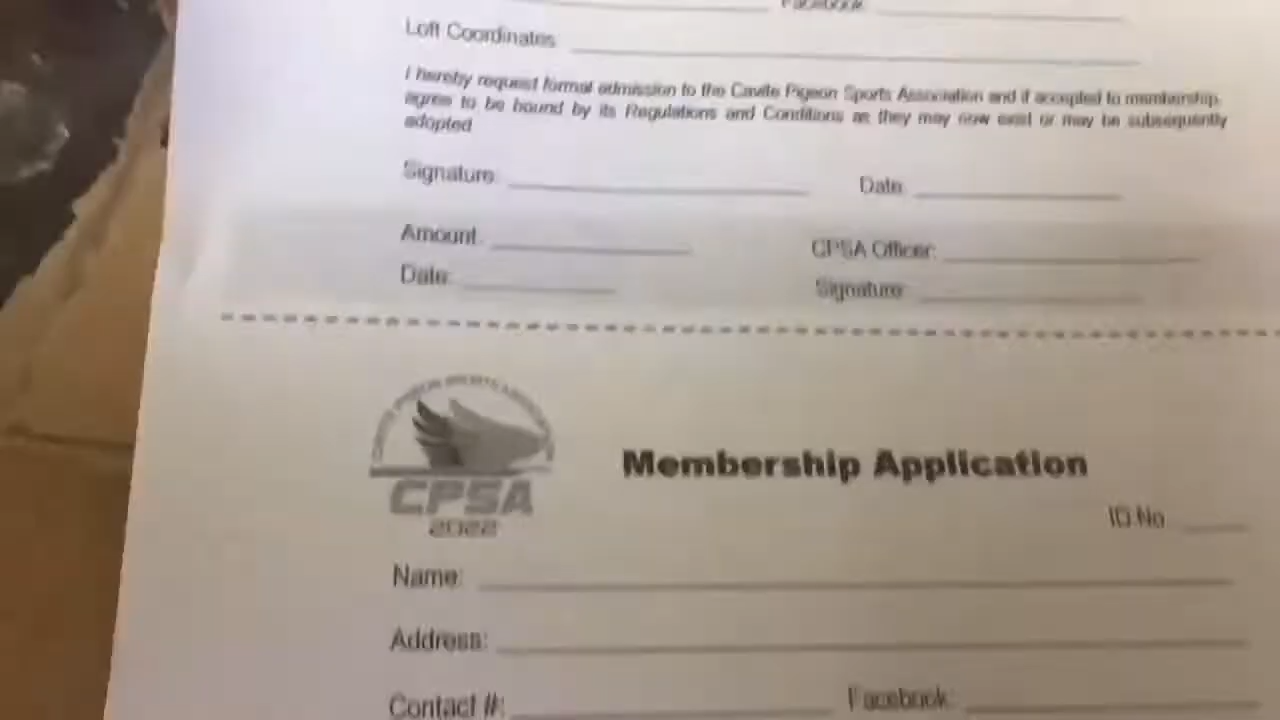 Facebook
Loft Coordinates
I hereby request formal admission to the Cavite Pigeon Sports Association and if accepted to membership,
agree to be bound by its Regulations and Conditions as they may now exist or may be subsequently
adopted
Signature: Date:
Amount: CPSA Officer:
Date: Signature:
CPSA
2022
Membership Application
ID No
Name:
Address:
Contact #: Facebook: